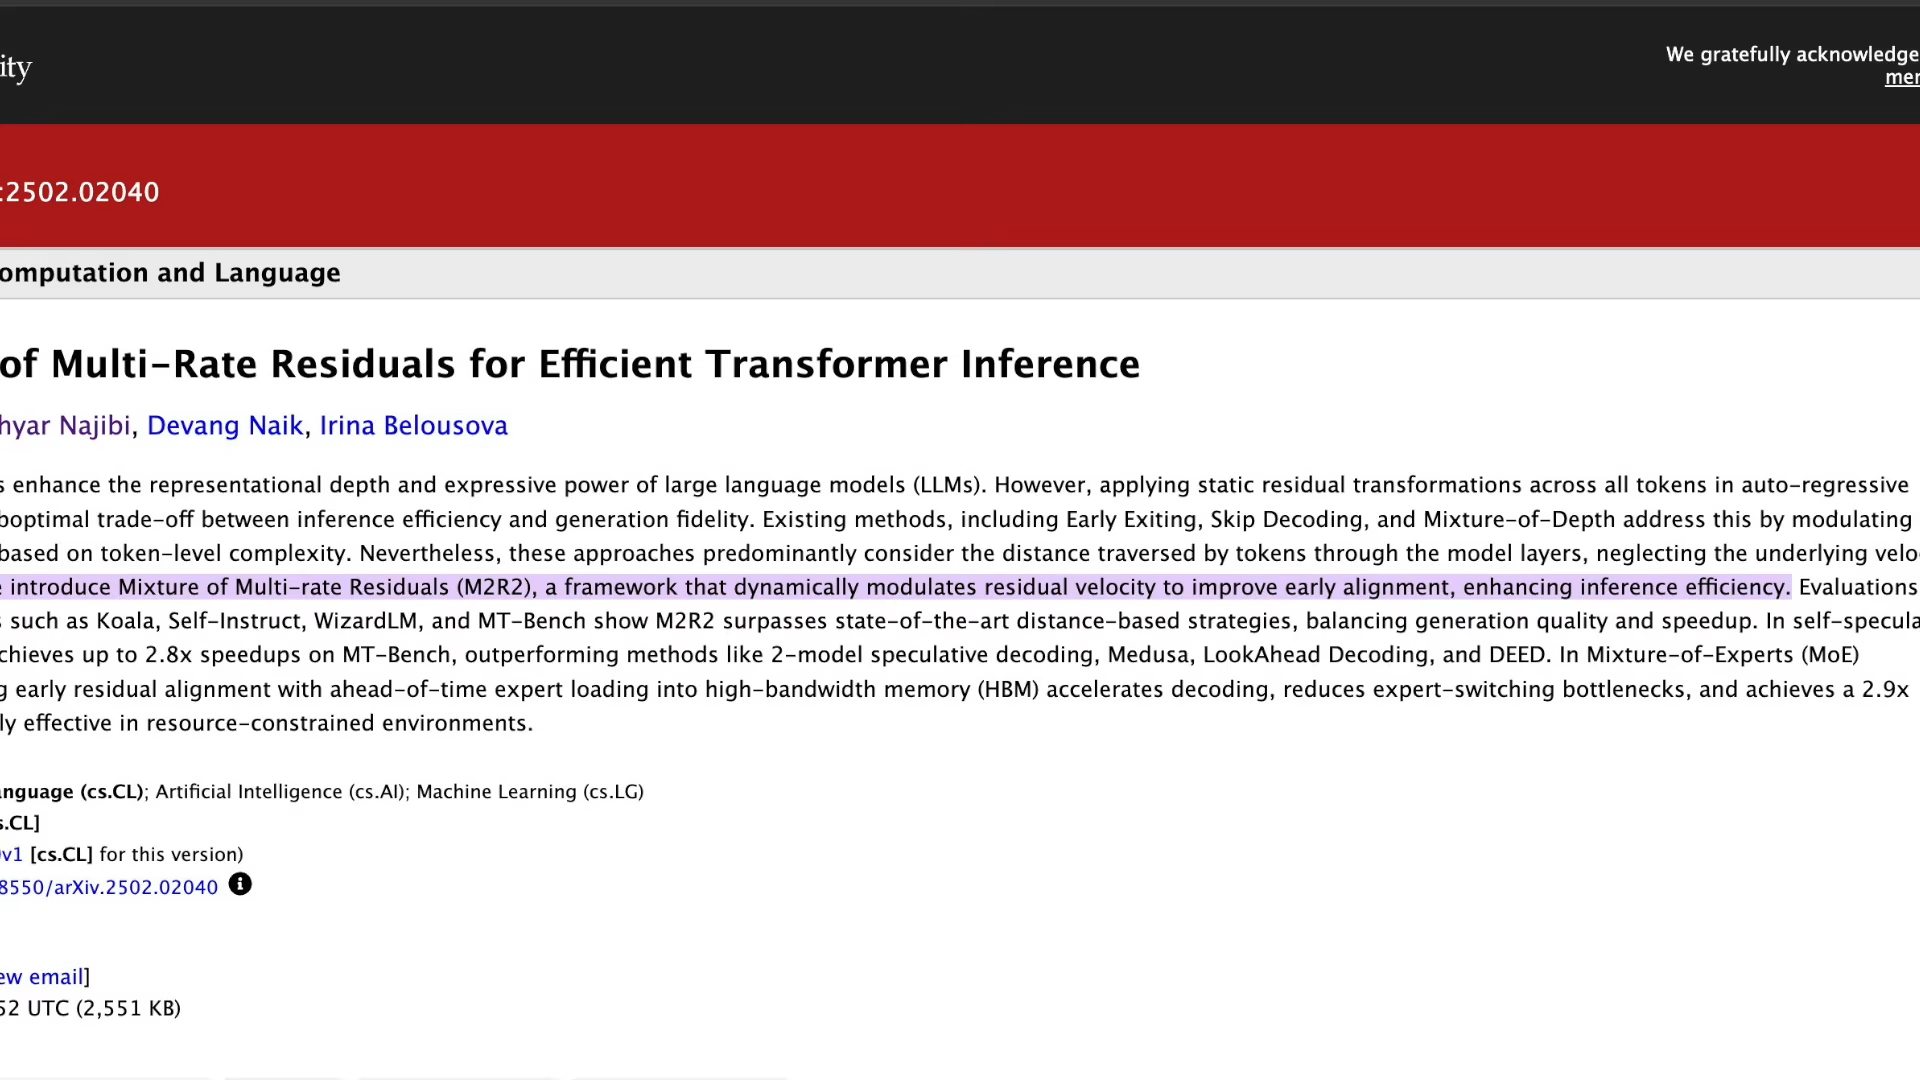 ity
We gratefully acknowledge
mer
:2502.02040
omputation and Language
of Multi-Rate Residuals for Efficient Transformer Inference
hyar Najibi, Devang Naik, Irina Belousova
s enhance the representational depth and expressive power of large language models (LLMs). However, applying static residual transformations across all tokens in auto-regressive
boptimal trade-off between inference efficiency and generation fidelity. Existing methods, including Early Exiting, Skip Decoding, and Mixture-of-Depth address this by modulating
based on token-level complexity. Nevertheless, these approaches predominantly consider the distance traversed by tokens through the model layers, neglecting the underlying velo
e introduce Mixture of Multi-rate Residuals (M2R2), a framework that dynamically modulates residual velocity to improve early alignment, enhancing inference efficiency. Evaluations
s such as Koala, Self-Instruct, WizardLM, and MT-Bench show M2R2 surpasses state-of-the-art distance-based strategies, balancing generation quality and speedup. In self-specula
chieves up to 2.8x speedups on MT-Bench, outperforming methods like 2-model speculative decoding, Medusa, LookAhead Decoding, and DEED. In Mixture-of-Experts (MoE)
g early residual alignment with ahead-of-time expert loading into high-bandwidth memory (HBM) accelerates decoding, reduces expert-switching bottlenecks, and achieves a 2.9x
ly effective in resource-constrained environments.
anguage (cs.CL); Artificial Intelligence (cs.AI); Machine Learning (cs.LG)
s.CL]
v1 [cs.CL] for this version)
8550/arXiv.2502.02040
ew email]
52 UTC (2,551 KB)